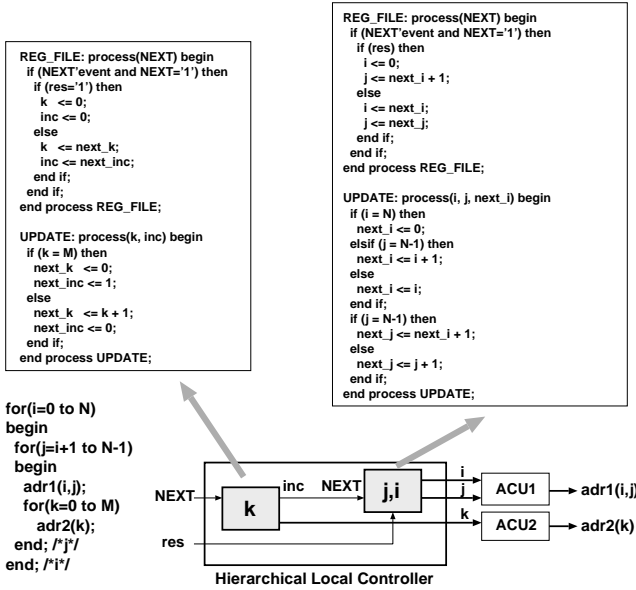 REG_FILE: process(NEXT) begin
if (NEXT'event and NEXT='1') then
if (res='1') then
k <= 0;
inc <= 0;
else
k <= next_k;
inc <= next_inc;
end if;
end if;
end process REG_FILE;
UPDATE: process(k, inc) begin
if (k = M) then
next_k <= 0;
next_inc <= 1;
else
next_k <= k + 1;
next_inc <= 0;
end if;
end process UPDATE;
REG_FILE: process(NEXT) begin
if (NEXT'event and NEXT='1') then
if (res) then
i <= 0;
j <= next_i + 1;
else
i <= next_i;
j <= next_j;
end if;
end if;
end process REG_FILE;
UPDATE: process(i, j, next_i) begin
if (i = N) then
next_i <= 0;
elsif (j = N-1) then
next_i <= i + 1;
else
next_i <= i;
end if;
if (j = N-1) then
next_j <= next_i + 1;
else
next_j <= j + 1;
end if;
end process UPDATE;
for(i=0 to N)
begin
for(j=i+1 to N-1)
begin
adr1(i,j);
for(k=0 to M)
adr2(k);
end; /*j*/
end; /*i*/
NEXT
k
inc
NEXT
j,i
i
j
k
ACU1
adr1(i,j)
ACU2
adr2(k)
res
Hierarchical Local Controller